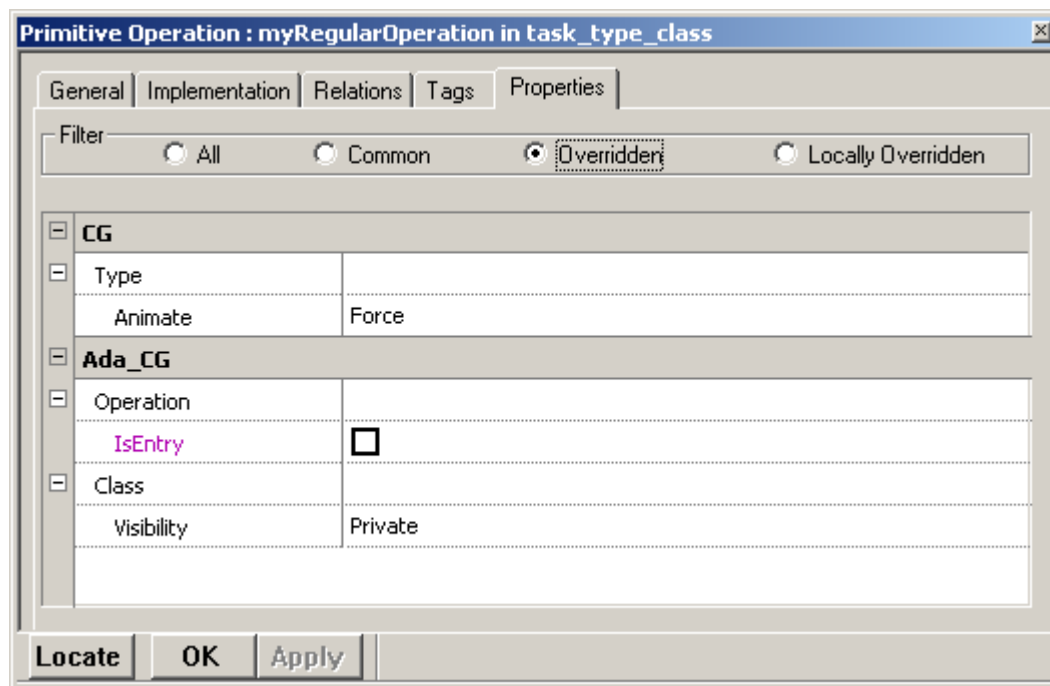 Primitive Operation : myRegularOperation in task_type_class
General Implementation Relations Tags Properties
Filter
All Common Overridden Locally Overridden
CG
Type
Animate Force
Ada_CG
Operation
IsEntry
Class
Visibility Private
Locate OK Apply